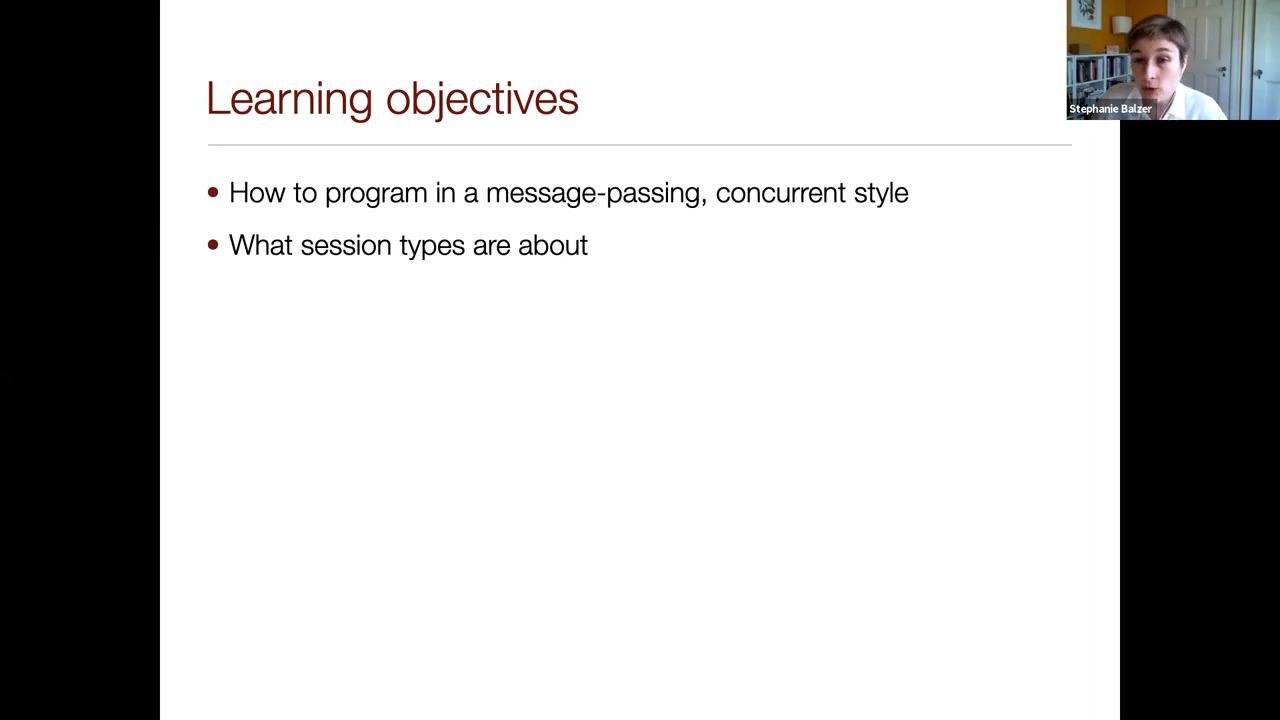 Learning objectives
Stephanie Balzer
• How to program in a message-passing, concurrent style
• What session types are about